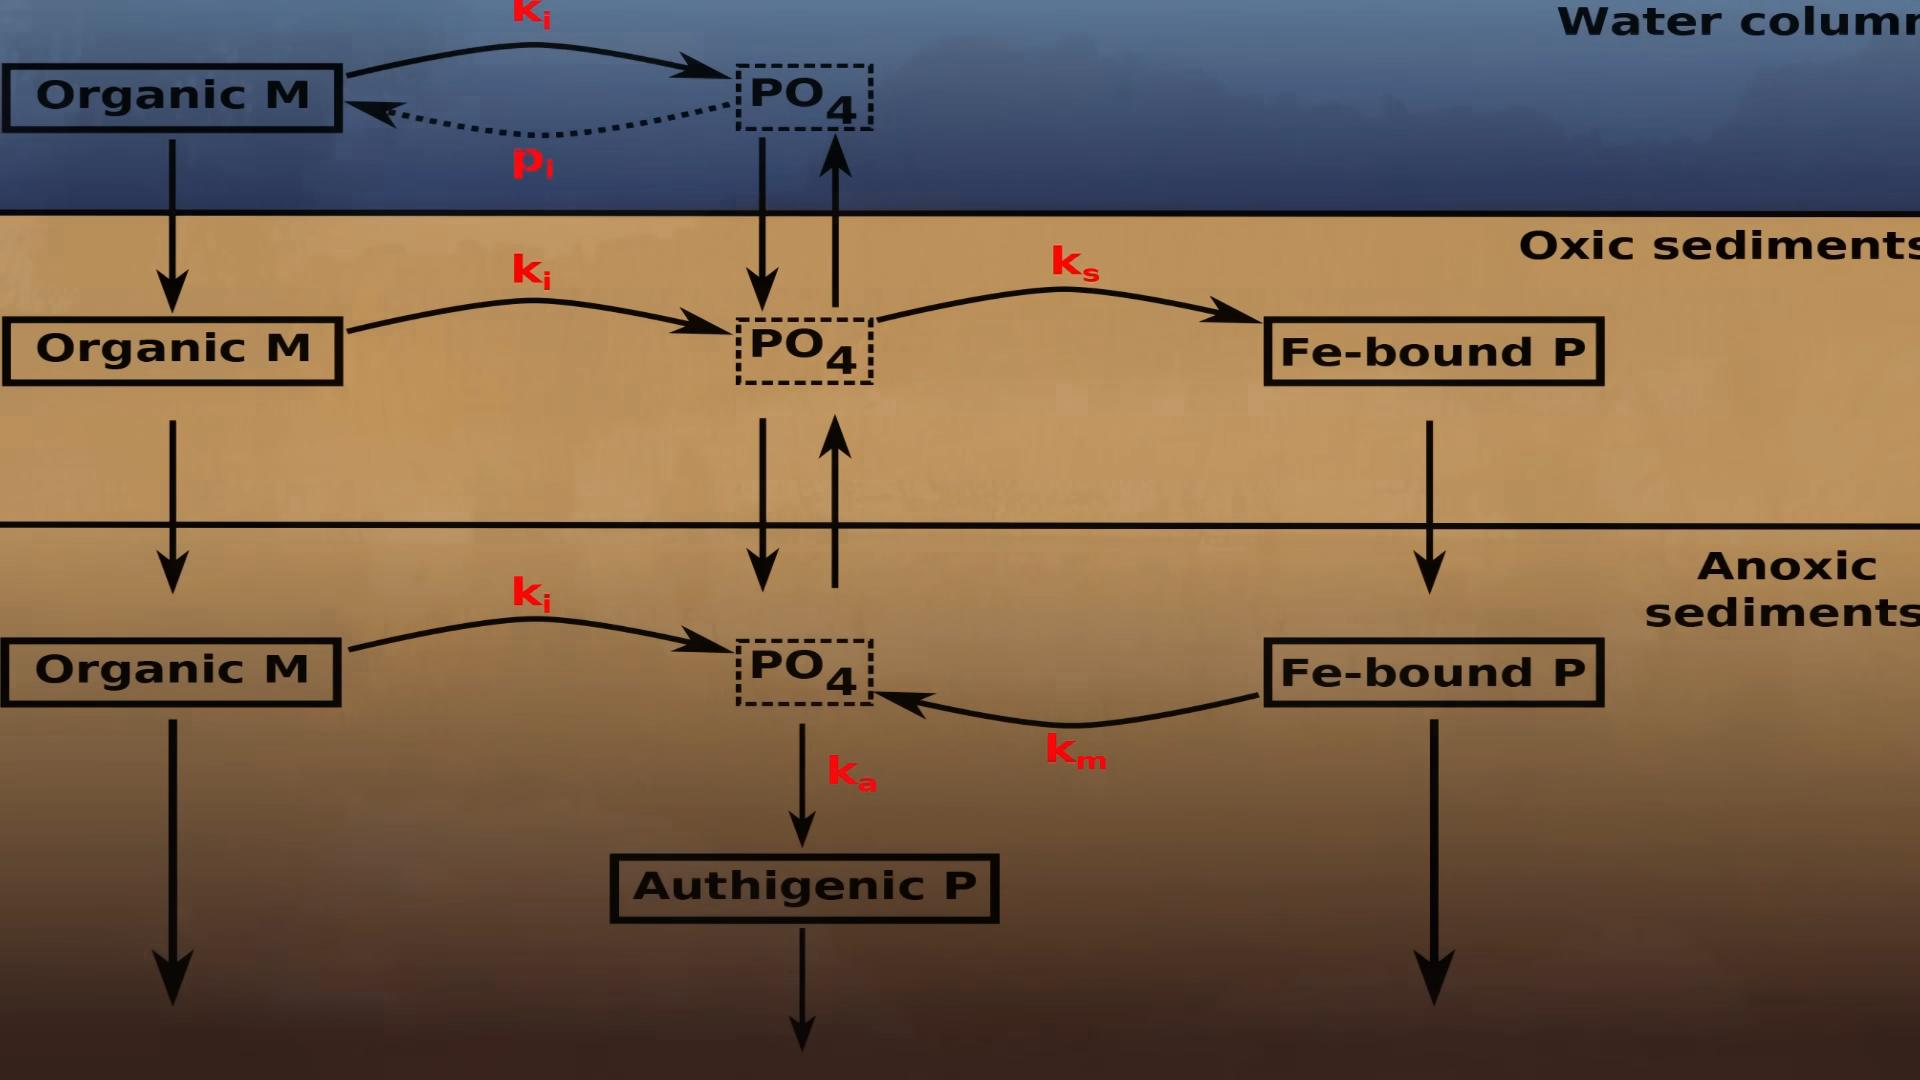 ki
Water column
Organic M
PO4
pi
Oxic sediments
ki
ks
Organic M
PO4
Fe-bound P
Anoxic
sediments
ki
Organic M
PO4
Fe-bound P
km
ka
Authigenic P